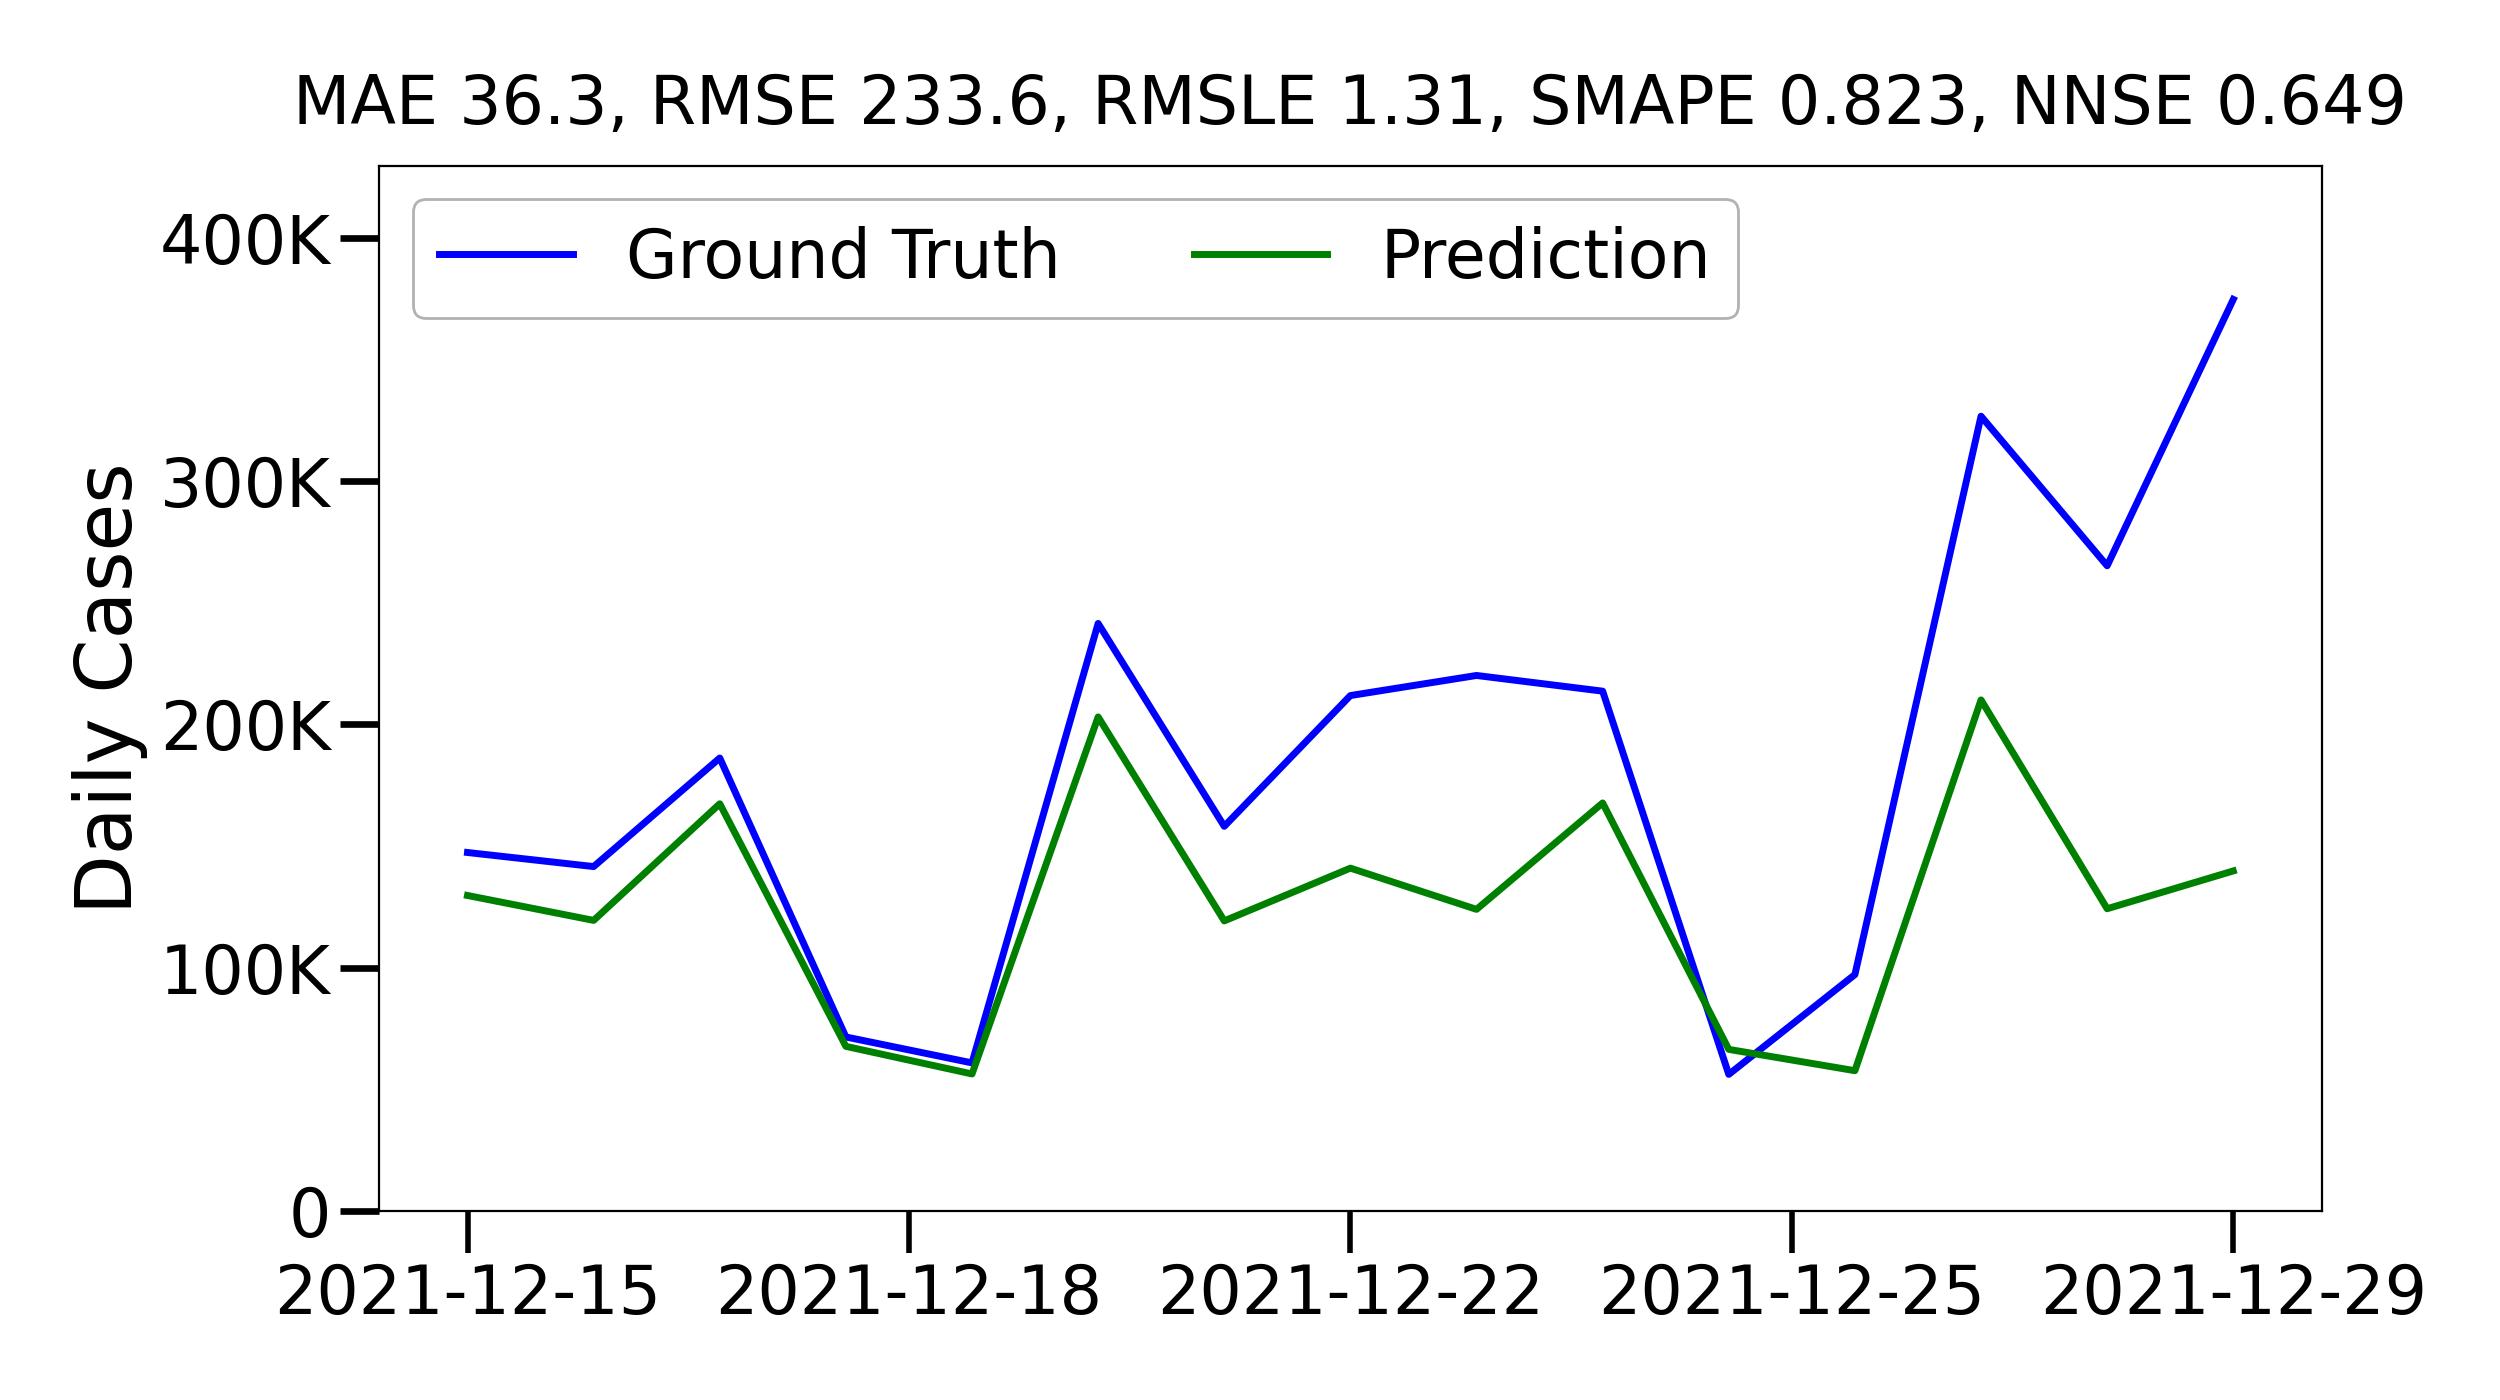 MAE 36.3, RMSE 233.6, RMSLE 1.31, SMAPE 0.823, NNSE 0.649
Ground Truth Prediction
400K
300K
200K
100K
0
Daily Cases
2021-12-15 2021-12-18 2021-12-22 2021-12-25 2021-12-29